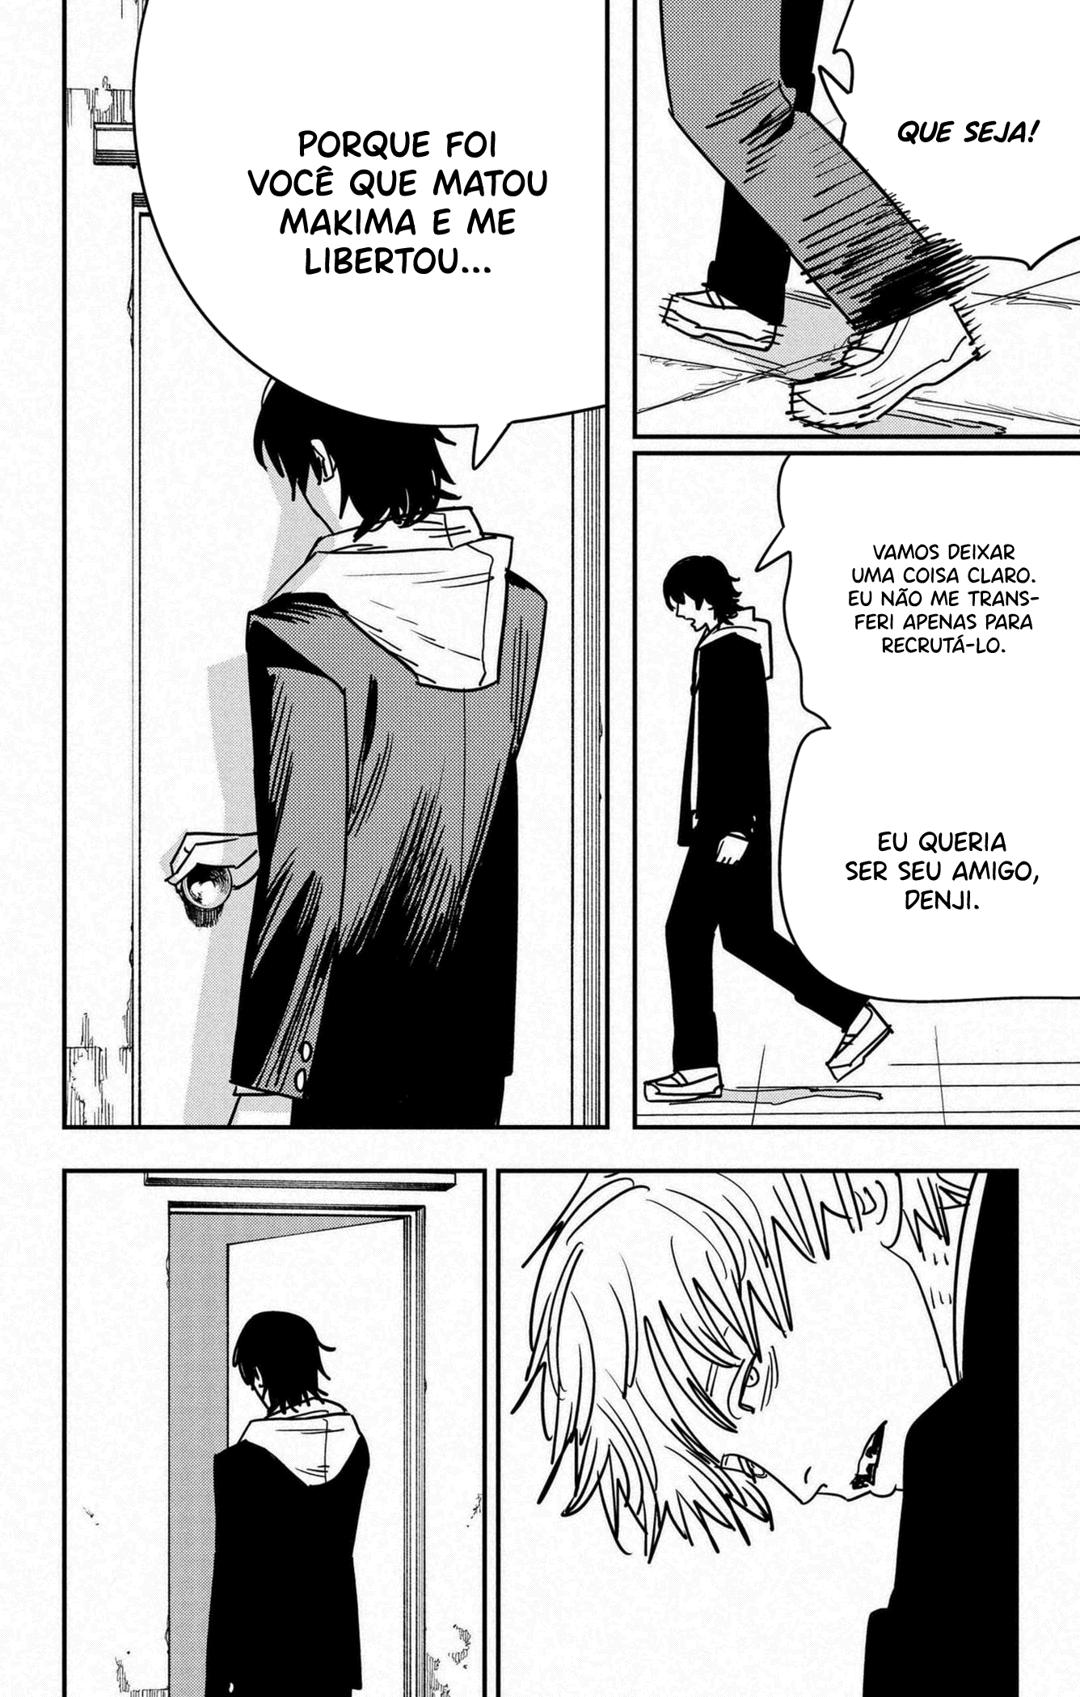 QUE SEJA!
VAMOS DEIXAR
UMA COISA CLARO.
EU NÃO ME TRANS-
FERI APENAS PARA
RECRUTÁ-LO.
EU QUERIA
SER SEU AMIGO,
DENJI.
PORQUE FOI
VOCÊ QUE MATOU
MAKIMA E ME
LIBERTOU...